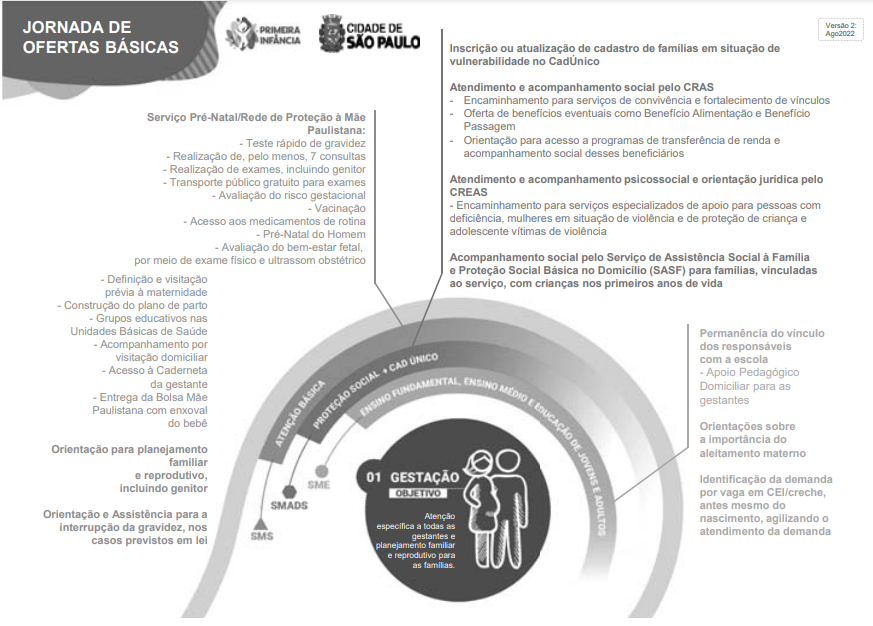 JORNADA DE
OFERTAS BÁSICAS
PRIMEIRA
INFÂNCIA
CIDADE DE
SÃO PAULO
Versão 2:
Ago2022
Serviço Pré-Natal/Rede de Proteção à Mãe
Paulistana:
- Teste rápido de gravidez
- Realização de, pelo menos, 7 consultas
- Realização de exames, incluindo genitor
- Transporte público gratuito para exames
- Avaliação do risco gestacional
- Vacinação
- Acesso aos medicamentos de rotina
- Pré-Natal do Homem
- Avaliação do bem-estar fetal,
por meio de exame físico e ultrassom obstétrico
- Definição e visitação
prévia à maternidade
- Construção do plano de parto
- Grupos educativos nas
Unidades Básicas de Saúde
- Acompanhamento por
visitação domiciliar
- Acesso à Caderneta
da gestante
- Entrega da Bolsa Mãe
Paulistana com enxoval
do bebê
Orientação para planejamento
familiar
e reprodutivo,
incluindo genitor
Orientação e Assistência para a
interrupção da gravidez, nos
casos previstos em lei
Inscrição ou atualização de cadastro de famílias em situação de
vulnerabilidade no CadÚnico
Atendimento e acompanhamento social pelo CRAS
- Encaminhamento para serviços de convivência e fortalecimento de vínculos
- Oferta de benefícios eventuais como Benefício Alimentação e Benefício
Passagem
- Orientação para acesso a programas de transferência de renda e
acompanhamento social desses beneficiários
Atendimento e acompanhamento psicossocial e orientação jurídica pelo
CREAS
- Encaminhamento para serviços especializados de apoio para pessoas com
deficiência, mulheres em situação de violência e de proteção de criança e
adolescente vítimas de violência
Acompanhamento social pelo Serviço de Assistência Social à Família
e Proteção Social Básica no Domicílio (SASF) para famílias, vinculadas
ao serviço, com crianças nos primeiros anos de vida
Permanência do vínculo
dos responsáveis
com a escola
- Apoio Pedagógico
Domiciliar para as
gestantes
Orientações sobre
a importância do
aleitamento materno
Identificação da demanda
por vaga em CEI/creche,
antes mesmo do
nascimento, agilizando o
atendimento da demanda
ATENÇÃO BÁSICA
PROTEÇÃO SOCIAL + CAD ÚNICO
ENSINO FUNDAMENTAL, ENSINO MÉDIO E EDUCAÇÃO DE JOVENS E ADULTOS
SME
SMADS
SMS
01 GESTAÇÃO
OBJETIVO
Atenção
específica a todas as
gestantes e
planejamento familiar
e reprodutivo para
as famílias.